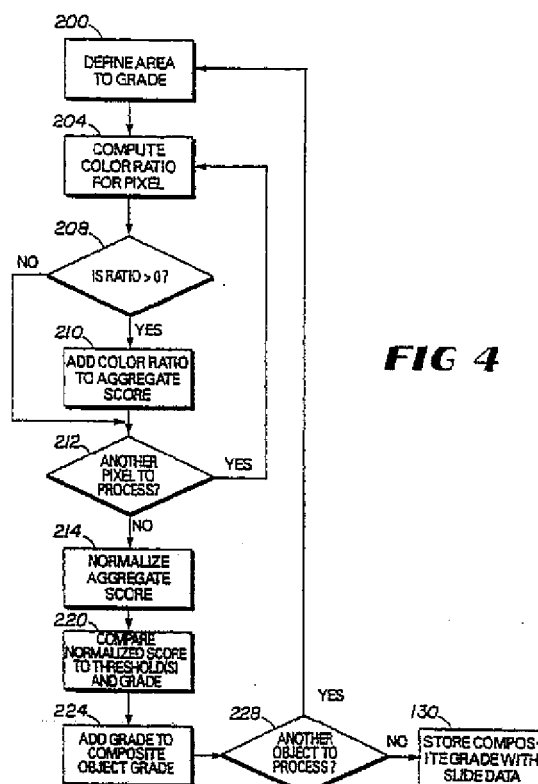 200
DEFINE AREA
TO GRADE
204
COMPUTE
COLOR RATIO
FOR PIXEL
208
NO
IS RATIO > 0?
YES
210
ADD COLOR RATIO
TO AGGREGATE
SCORE
FIG 4
212
ANOTHER
PIXEL TO
PROCESS?
YES
NO
214
NORMALIZE
AGGREGATE
SCORE
220
COMPARE
NORMALIZED SCORE
TO THRESHOLD(S)
AND GRADE
224
ADD GRADE TO
COMPOSITE
OBJECT GRADE
228
YES
ANOTHER
OBJECT TO
PROCESS?
NO
130
STORE COMPOS-
ITE GRADE WITH
SLIDE DATA